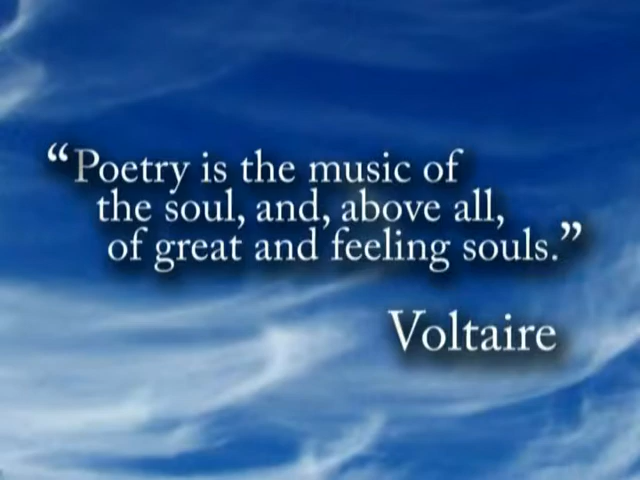 “Poetry is the music of
the soul, and, above all,
of great and feeling souls.”
Voltaire